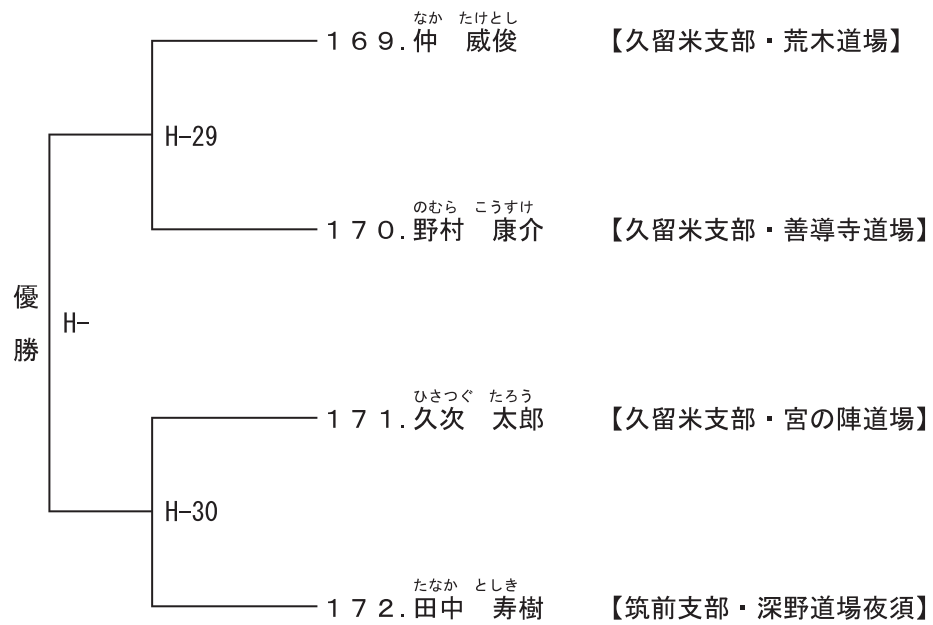 なか たけとし
１６９．仲 威俊 【久留米支部・荒木道場】
H-29
のむら こうすけ
１７０．野村 康介 【久留米支部・善導寺道場】
優勝
H-
ひさつぐ たろう
１７１．久次 太郎 【久留米支部・宮の陣道場】
H-30
たなか としき
１７２．田中 寿樹 【筑前支部・深野道場夜須】